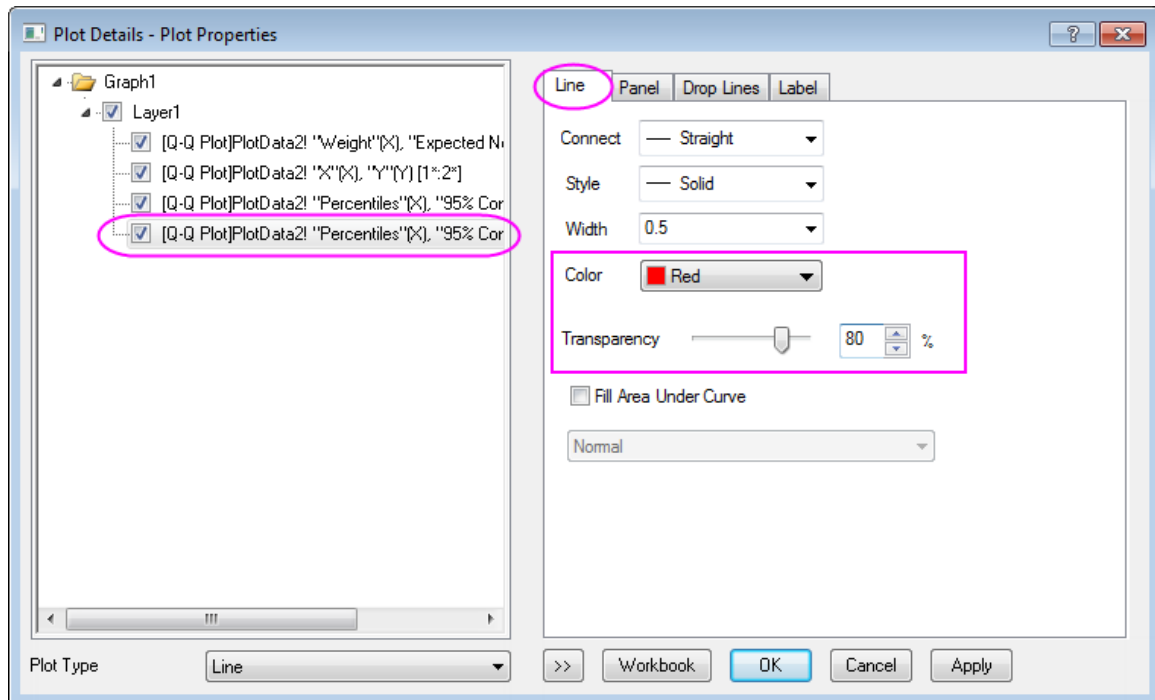 Plot Details - Plot Properties
Graph1
Layer1
[Q-Q Plot]PlotData2! "Weight"(X), "Expected N
[Q-Q Plot]PlotData2! "X"(X), "Y"(Y) [1*:2*]
[Q-Q Plot]PlotData2! "Percentiles"(X), "95% Cor
[Q-Q Plot]PlotData2! "Percentiles"(X), "95% Cor
Plot Type
Line
Line
Panel
Drop Lines
Label
Connect
Straight
Style
Solid
Width
0.5
Color
Red
Transparency
80
%
Fill Area Under Curve
Normal
>>
Workbook
OK
Cancel
Apply